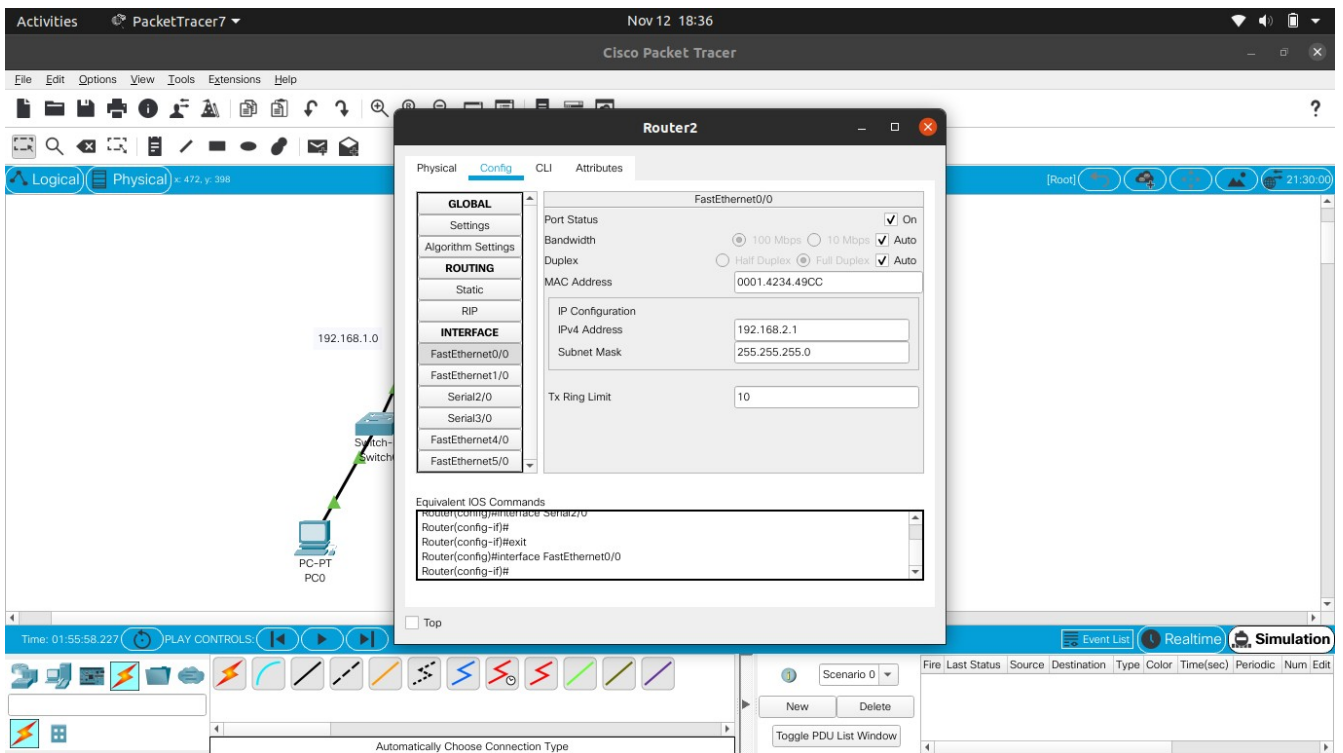 Activities PacketTracer7 Nov 12 18:36
Cisco Packet Tracer
File Edit Options View Tools Extensions Help
?
Router2
Physical Config CLI Attributes
Logical Physical x: 472, y: 398 [Root] 21:30:00
GLOBAL
Settings
Algorithm Settings
ROUTING
Static
RIP
INTERFACE
FastEthernet0/0
FastEthernet1/0
Serial2/0
Serial3/0
FastEthernet4/0
FastEthernet5/0
FastEthernet0/0
Port Status On
Bandwidth 100 Mbps 10 Mbps Auto
Duplex Half Duplex Full Duplex Auto
MAC Address 0001.4234.49CC
IP Configuration
IPv4 Address 192.168.2.1
Subnet Mask 255.255.255.0
Tx Ring Limit 10
Equivalent IOS Commands
Router(config)#interface Serial2/0
Router(config-if)#
Router(config-if)#exit
Router(config)#interface FastEthernet0/0
Router(config-if)#
Top
192.168.1.0
Switch-
Switch
PC-PT
PC0
Time: 01:55:58.227 PLAY CONTROLS: Event List Realtime Simulation
Scenario 0
New Delete
Toggle PDU List Window
Fire Last Status Source Destination Type Color Time(sec) Periodic Num Edit
Automatically Choose Connection Type